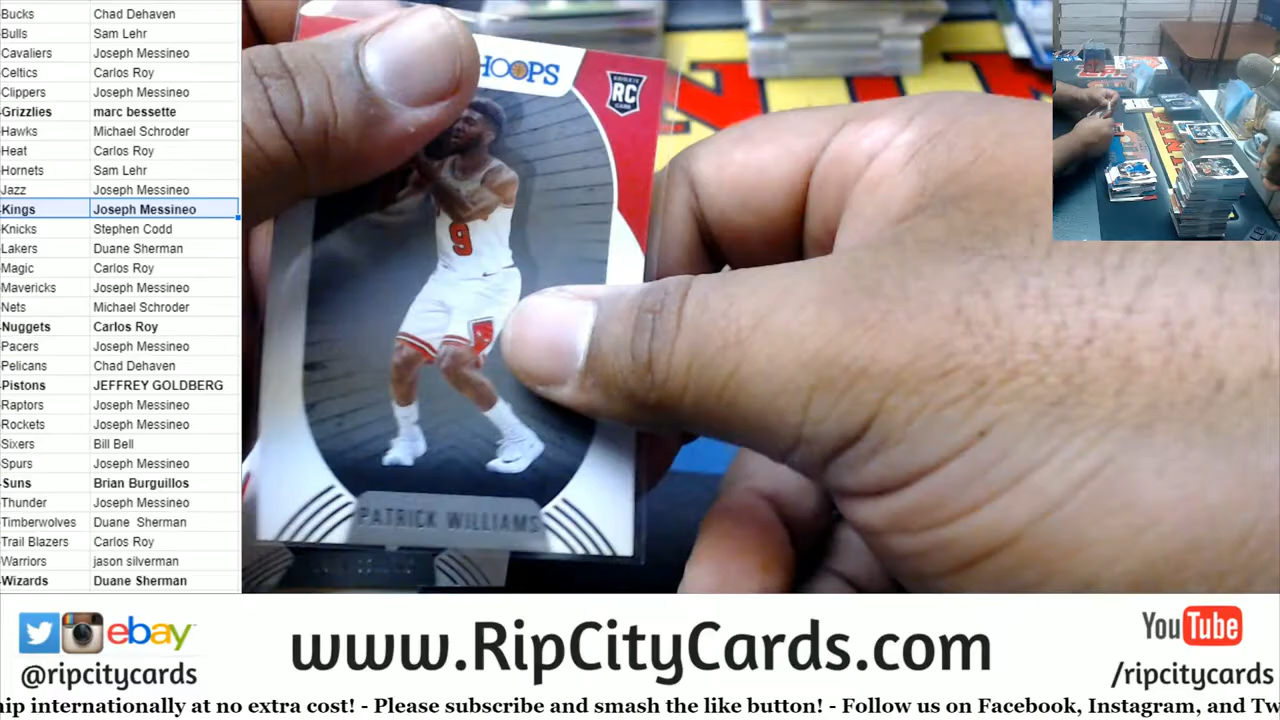 Bucks Chad Dehaven
Bulls Sam Lehr
Cavaliers Joseph Messineo
Celtics Carlos Roy
Clippers Joseph Messineo
Grizzlies marc bessette
Hawks Michael Schroder
Heat Carlos Roy
Hornets Sam Lehr
Jazz Joseph Messineo
Kings Joseph Messineo
Knicks Stephen Codd
Lakers Duane Sherman
Magic Carlos Roy
Mavericks Joseph Messineo
Nets Michael Schroder
Nuggets Carlos Roy
Pacers Joseph Messineo
Pelicans Chad Dehaven
Pistons JEFFREY GOLDBERG
Raptors Joseph Messineo
Rockets Joseph Messineo
Sixers Bill Bell
Spurs Joseph Messineo
Suns Brian Burguillos
Thunder Joseph Messineo
Timberwolves Duane Sherman
Trail Blazers Carlos Roy
Warriors jason silverman
Wizards Duane Sherman
HOOPS
RC
9
PATRICK WILLIAMS
ebay
@ripcitycards
www.RipCityCards.com
YouTube
/ripcitycards
internationally at no extra cost! - Please subscribe and smash the like button! - Follow us on Facebook, Instagram, and